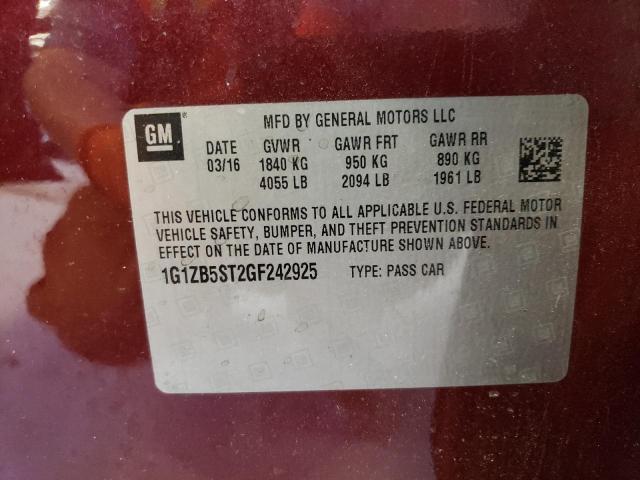 GM ® MFD BY GENERAL MOTORS LLC
DATE GVWR GAWR FRT GAWR RR
03/16 1840 KG 950 KG 890 KG
4055 LB 2094 LB 1961 LB
THIS VEHICLE CONFORMS TO ALL APPLICABLE U.S. FEDERAL MOTOR
VEHICLE SAFETY, BUMPER, AND THEFT PREVENTION STANDARDS IN
EFFECT ON THE DATE OF MANUFACTURE SHOWN ABOVE.
1G1ZB5ST2GF242925 TYPE: PASS CAR